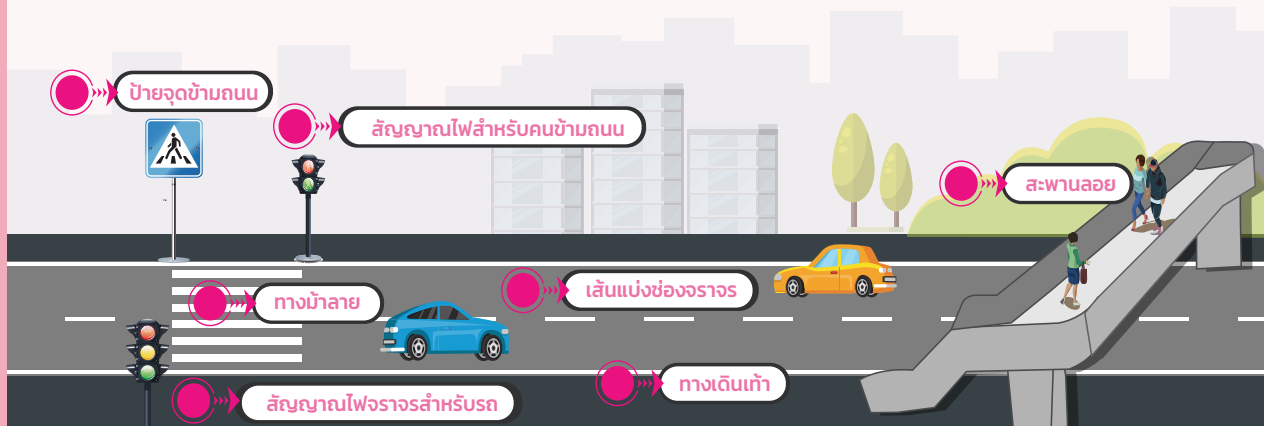 ป้ายจุดข้ามถนน
สัญญาณไฟสำหรับคนข้ามถนน
สะพานลอย
เส้นแบ่งช่องจราจร
ทางม้าลาย
ทางเดินเท้า
สัญญาณไฟจราจรสำหรับรถ